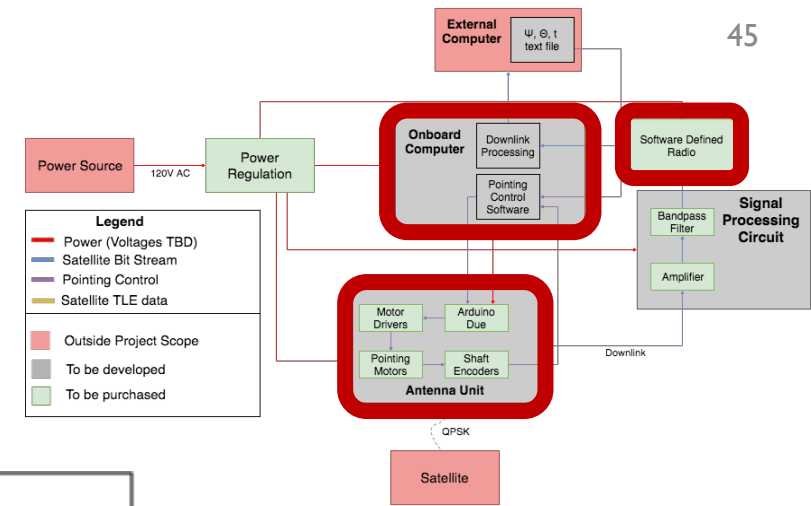 45
External
Computer
Ψ, Θ, t
text file
Power Source
120V AC
Power
Regulation
Onboard
Computer
Downlink
Processing
Pointing
Control
Software
Software Defined
Radio
Signal
Processing
Circuit
Bandpass
Filter
Amplifier
Legend
Power (Voltages TBD)
Satellite Bit Stream
Pointing Control
Satellite TLE data
Outside Project Scope
To be developed
To be purchased
Motor
Drivers
Arduino
Due
Pointing
Motors
Shaft
Encoders
Antenna Unit
Downlink
QPSK
Satellite